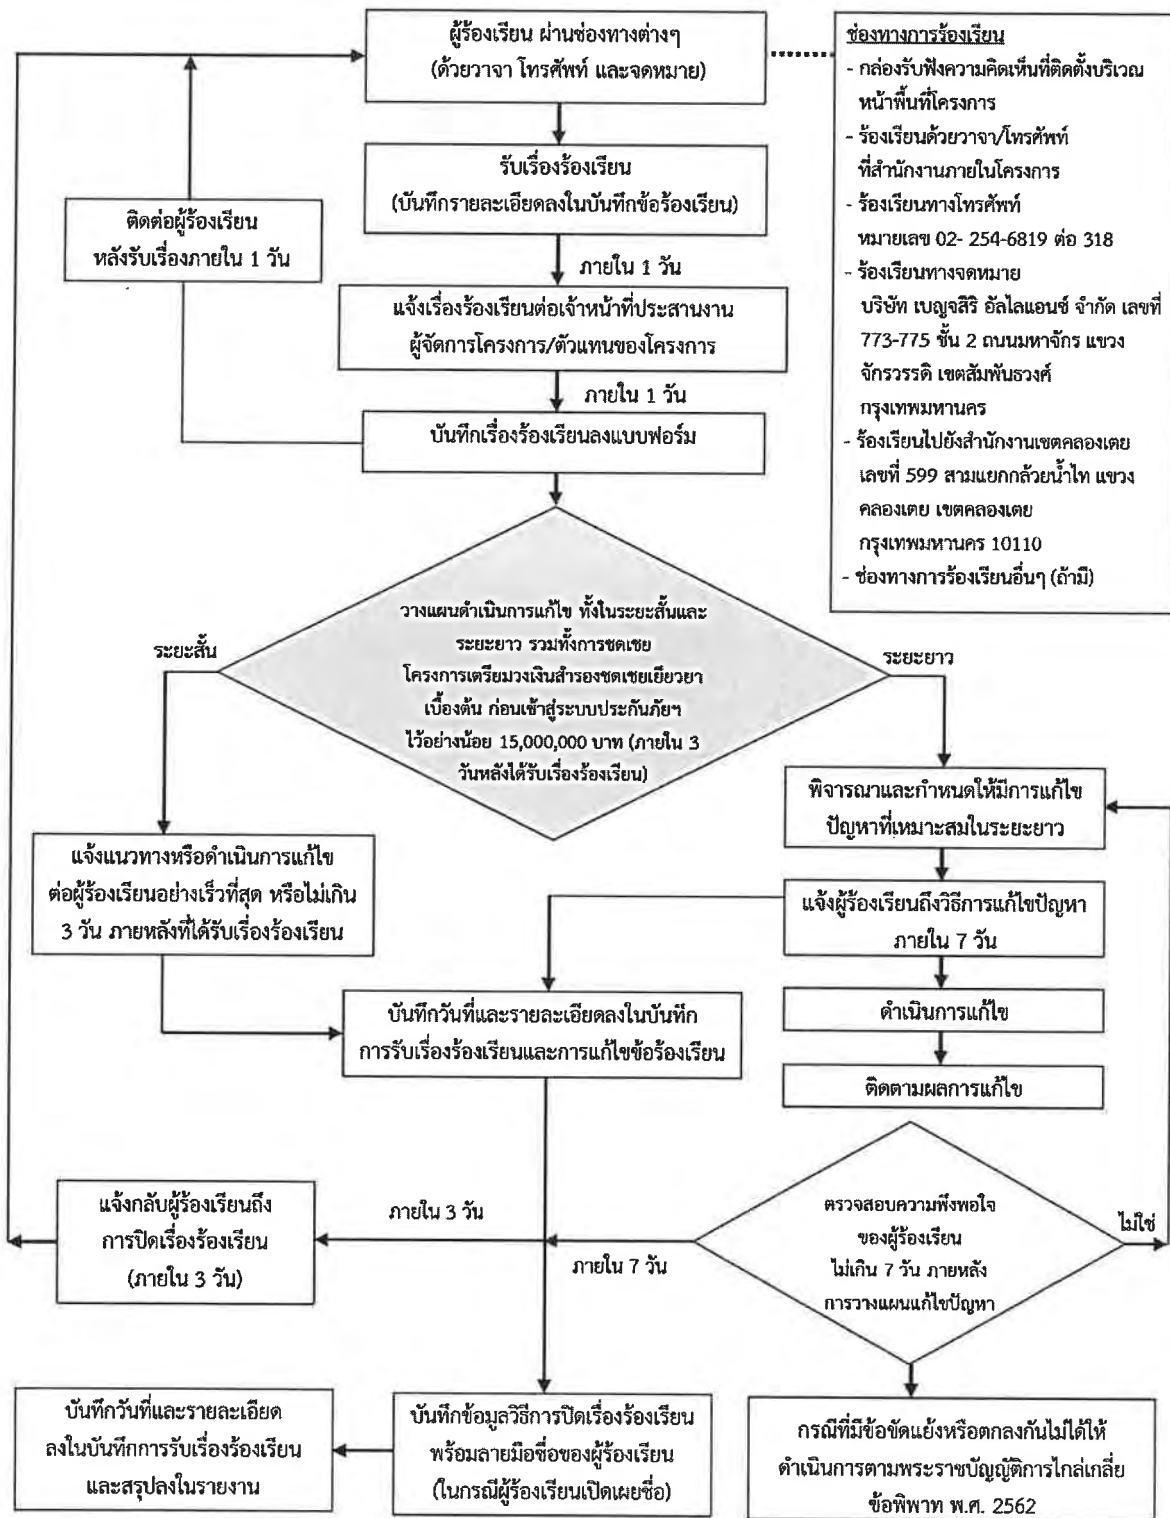 ผู้ร้องเรียน ผ่านช่องทางต่างๆ
(ด้วยวาจา โทรศัพท์ และจดหมาย)
ช่องทางการร้องเรียน
- กล่องรับฟังความคิดเห็นที่ติดตั้งบริเวณ
หน้าพื้นที่โครงการ
- ร้องเรียนด้วยวาจา/โทรศัพท์
ที่สำนักงานภายในโครงการ
- ร้องเรียนทางโทรศัพท์
หมายเลข 02- 254-6819 ต่อ 318
- ร้องเรียนทางจดหมาย
บริษัท เบญจสิริ อัลไลแอนซ์ จำกัด เลขที่
773-775 ชั้น 2 ถนนมหาจักร แขวง
จักรวรรดิ เขตสัมพันธวงศ์
กรุงเทพมหานคร
- ร้องเรียนไปยังสำนักงานเขตคลองเตย
เลขที่ 599 สามแยกกล้วยน้ำไท แขวง
คลองเตย เขตคลองเตย
กรุงเทพมหานคร 10110
- ช่องทางการร้องเรียนอื่นๆ (ถ้ามี)
รับเรื่องร้องเรียน
(บันทึกรายละเอียดลงในบันทึกข้อร้องเรียน)
ติดต่อผู้ร้องเรียน
หลังรับเรื่องภายใน 1 วัน
ภายใน 1 วัน
แจ้งเรื่องร้องเรียนต่อเจ้าหน้าที่ประสานงาน
ผู้จัดการโครงการ/ตัวแทนของโครงการ
ภายใน 1 วัน
บันทึกเรื่องร้องเรียนลงแบบฟอร์ม
วางแผนดำเนินการแก้ไข ทั้งในระยะสั้นและ
ระยะยาว รวมทั้งการชดเชย
โครงการเตรียมวงเงินสำรองชดเชยเยียวยา
เบื้องต้น ก่อนเข้าสู่ระบบประกันภัยฯ
ไว้อย่างน้อย 15,000,000 บาท (ภายใน 3
วันหลังได้รับเรื่องร้องเรียน)
ระยะสั้น
ระยะยาว
พิจารณาและกำหนดให้มีการแก้ไข
ปัญหาที่เหมาะสมในระยะยาว
แจ้งแนวทางหรือดำเนินการแก้ไข
ต่อผู้ร้องเรียนอย่างเร็วที่สุด หรือไม่เกิน
3 วัน ภายหลังที่ได้รับเรื่องร้องเรียน
แจ้งผู้ร้องเรียนถึงวิธีการแก้ไขปัญหา
ภายใน 7 วัน
บันทึกวันที่และรายละเอียดลงในบันทึก
การรับเรื่องร้องเรียนและการแก้ไขข้อร้องเรียน
ดำเนินการแก้ไข
ติดตามผลการแก้ไข
แจ้งกลับผู้ร้องเรียนถึง
การปิดเรื่องร้องเรียน
(ภายใน 3 วัน)
ภายใน 3 วัน
ภายใน 7 วัน
ตรวจสอบความพึงพอใจ
ของผู้ร้องเรียน
ไม่เกิน 7 วัน ภายหลัง
การวางแผนแก้ไขปัญหา
ไม่ใช่
บันทึกวันที่และรายละเอียด
ลงในบันทึกการรับเรื่องร้องเรียน
และสรุปลงในรายงาน
บันทึกข้อมูลวิธีการปิดเรื่องร้องเรียน
พร้อมลายมือชื่อของผู้ร้องเรียน
(ในกรณีผู้ร้องเรียนเปิดเผยชื่อ)
กรณีที่มีข้อขัดแย้งหรือตกลงกันไม่ได้ให้
ดำเนินการตามพระราชบัญญัติการไกล่เกลี่ย
ข้อพิพาท พ.ศ. 2562